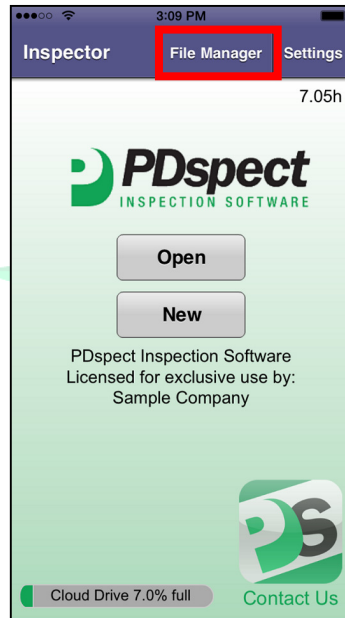 3:09 PM
Inspector File Manager Settings
7.05h
PDspect
INSPECTION SOFTWARE
Open
New
PDspect Inspection Software
Licensed for exclusive use by:
Sample Company
PS
Cloud Drive 7.0% full
Contact Us